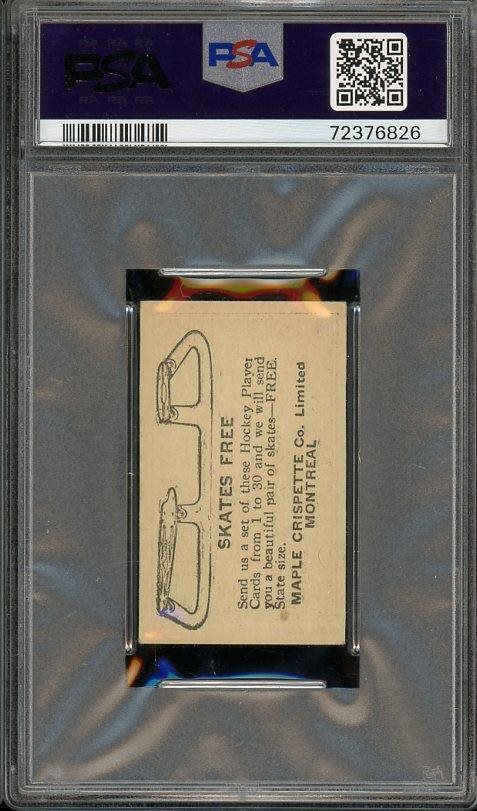 PSA
PSA
72376826
SKATES FREE
Send us a set of these Hockey Player
Cards from 1 to 30 and we will send
you a beautiful pair of skates—FREE.
State size.
MAPLE CRISPETTE Co. Limited
MONTREAL